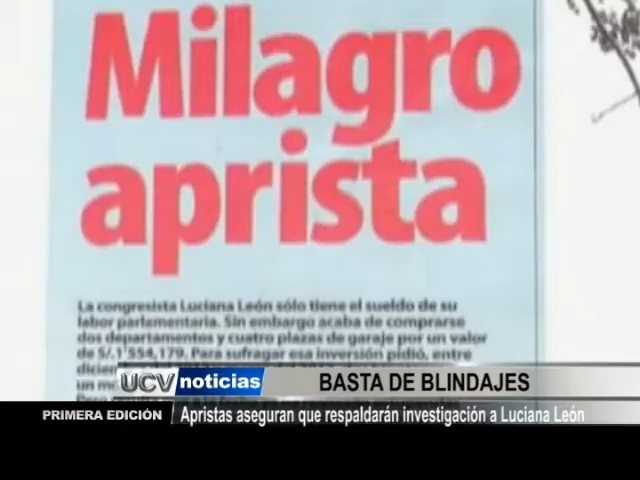 Milagro
aprista
La congresista Luciana León sólo tiene el sueldo de su
labor parlamentaria. Sin embargo acaba de comprarse
dos departamentos y cuatro plazas de garaje por un valor
de S/.1'554,179. Para sufragar esa inversión pidió, entre
UCV noticias
BASTA DE BLINDAJES
PRIMERA EDICIÓN
Apristas aseguran que respaldarán investigación a Luciana León